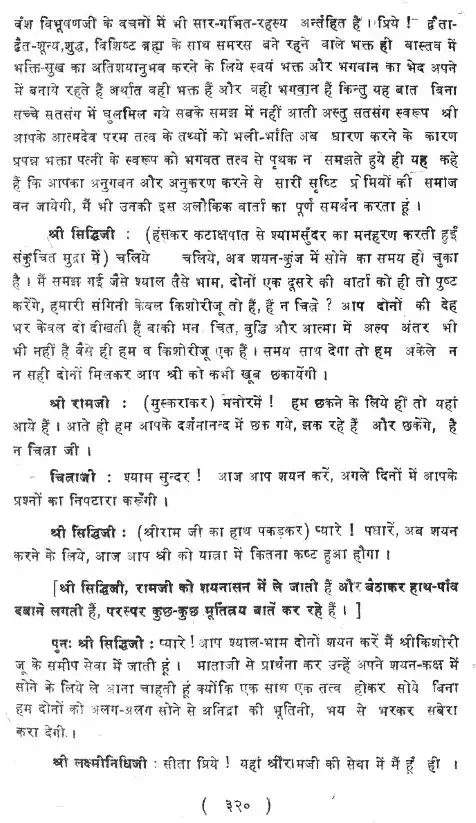 वंश विभूषणजी के वचनों में भी सार-गर्भित-रहस्य अन्तर्हित हैं । प्रिये ! द्वैता-
द्वैत-शून्य,शुद्ध, विशिष्ट ब्रह्म के साथ समरस बने रहने वाले भक्त ही वास्तव में
भक्ति-सुख का अतिशयानुभव करने के लिये स्वयं भक्त और भगवान का भेद अपने
में बनाये रहते हैं अर्थात वही भक्त हैं और वही भगवान हैं किन्तु यह बात बिना
सच्चे सतसंग में घुलमिल गये सबके समझ में नहीं आती अस्तु सतसंग स्वरूप श्री
आपके आत्मदेव परम तत्व के तथ्यों को भली-भाँति अब धारण करने के कारण
प्रपन्न भक्ता पत्नी के स्वरूप को भगवत तत्व से पृथक न समझते हुये ही यह कहे
हैं कि आपका अनुगवन और अनुकरण करने से सारी सृष्टि प्रेमियों की समाज
बन जायेगी, मैं भी उनकी इस अलौकिक वार्ता का पूर्ण समर्थन करता हूं ।
श्री सिद्धिजी : (हंसकर कटाक्षपात से श्यामसुंदर का मनहरण करती हुई
संकुचित मुद्रा में) चलिये चलिये, अब शयन-कुंज में सोने का समय हो चुका
है । मैं समझ गई जैसे श्याल तैसे भाम, दोनों एक दूसरे की वार्ता को ही तो पुष्ट
करेंगे, हमारी संगिनी केवल किशोरीजू तो हैं, हैं न चित्रे ? आप दोनों की देह
भर केवल दो दीखती हैं बाकी मन चित, बुद्धि और आत्मा में अल्प अंतर भी
भी नहीं है वैसे ही हम व किशोरीजू एक हैं । समय साथ देगा तो हम अकेले न
न सही दोनों मिलकर आप श्री को कभी खूब छकायेंगी ।
श्री रामजी : (मुस्कराकर) मनोरमें ! हम छकने के लिये हीं तो यहां
आये हैं । आते ही हम आपके दर्शनानन्द में छक गये, झक रहे हैं और छकेंगे, है
न चित्रा जी ।
चित्राजी : श्याम सुन्दर ! आज आप शयन करें, अगले दिनों में आपके
प्रश्नों का निपटारा करूँगी ।
श्री सिद्धिजी : (श्रीराम जी का हाथ पकड़कर) प्यारे ! पधारें, अब शयन
करने के लिये, आज आप श्री को यात्रा में कितना कष्ट हुआ होगा ।
[श्री सिद्धिजी, रामजी को शयनासन में ले जाती हैं और बैठाकर हाथ-पाँव
दबाने लगती हैं, परस्पर कुछ-कुछ मूर्तित्रय बातें कर रहे हैं । ]
पुनः श्री सिद्धिजी : प्यारे ! आप श्याल-भाम दोनों शयन करें मैं श्रीकिशोरी
जू के समीप सेवा में जाती हूं । माताजी से प्रार्थना कर उन्हें अपने शयन-कक्ष में
सोने के लिये ले आना चाहती हूं क्योंकि एक साथ एक तत्व होकर सोये बिना
हम दोनों को अलग-अलग सोने से अनिद्रा की भूतिनी, भय से भरकर सबेरा
करा देगी ।
श्री लक्ष्मीनिधिजी : सीता प्रिये ! यहां श्रीरामजी की सेवा में मैं हूँ ही ।
( ३२० )